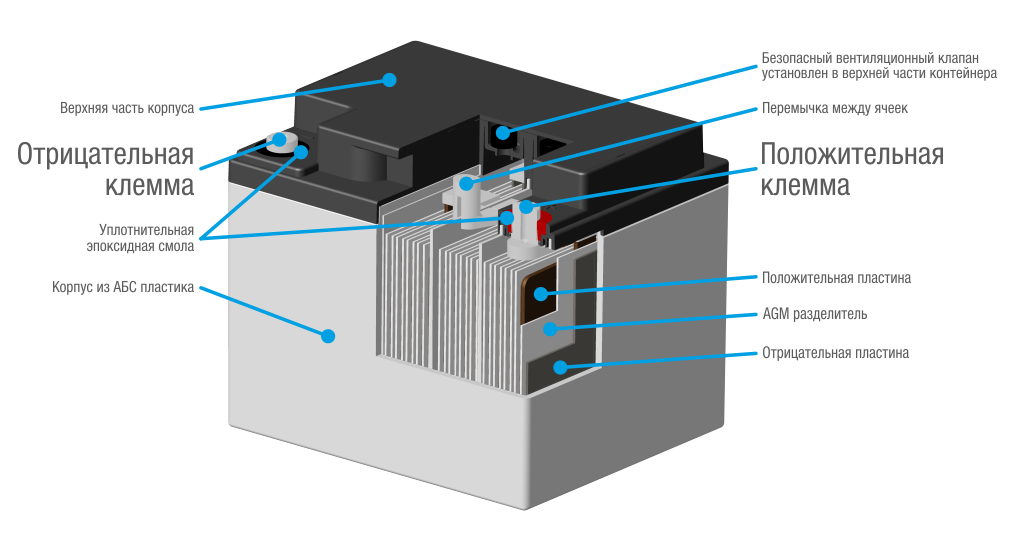 Верхняя часть корпуса
Отрицательная
клемма
Уплотнительная
эпоксидная смола
Корпус из АБС пластика
Безопасный вентиляционный клапан
установлен в верхней части контейнера
Перемычка между ячеек
Положительная
клемма
Положительная пластина
AGM разделитель
Отрицательная пластина